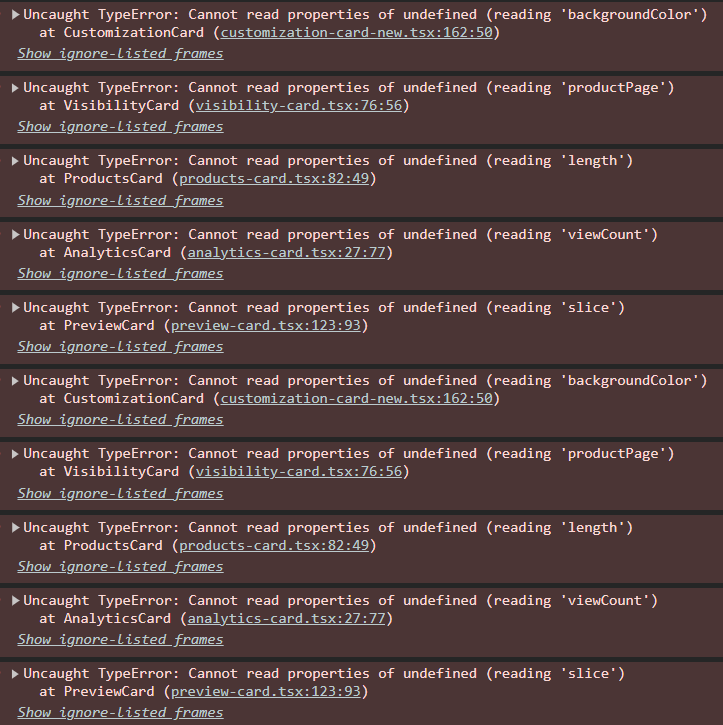 Uncaught TypeError: Cannot read properties of undefined (reading 'backgroundColor')
at CustomizationCard (customization-card-new.tsx:162:50)
Show ignore-listed frames
Uncaught TypeError: Cannot read properties of undefined (reading 'productPage')
at VisibilityCard (visibility-card.tsx:76:56)
Show ignore-listed frames
Uncaught TypeError: Cannot read properties of undefined (reading 'length')
at ProductsCard (products-card.tsx:82:49)
Show ignore-listed frames
Uncaught TypeError: Cannot read properties of undefined (reading 'viewCount')
at AnalyticsCard (analytics-card.tsx:27:77)
Show ignore-listed frames
Uncaught TypeError: Cannot read properties of undefined (reading 'slice')
at PreviewCard (preview-card.tsx:123:93)
Show ignore-listed frames
Uncaught TypeError: Cannot read properties of undefined (reading 'backgroundColor')
at CustomizationCard (customization-card-new.tsx:162:50)
Show ignore-listed frames
Uncaught TypeError: Cannot read properties of undefined (reading 'productPage')
at VisibilityCard (visibility-card.tsx:76:56)
Show ignore-listed frames
Uncaught TypeError: Cannot read properties of undefined (reading 'length')
at ProductsCard (products-card.tsx:82:49)
Show ignore-listed frames
Uncaught TypeError: Cannot read properties of undefined (reading 'viewCount')
at AnalyticsCard (analytics-card.tsx:27:77)
Show ignore-listed frames
Uncaught TypeError: Cannot read properties of undefined (reading 'slice')
at PreviewCard (preview-card.tsx:123:93)
Show ignore-listed frames